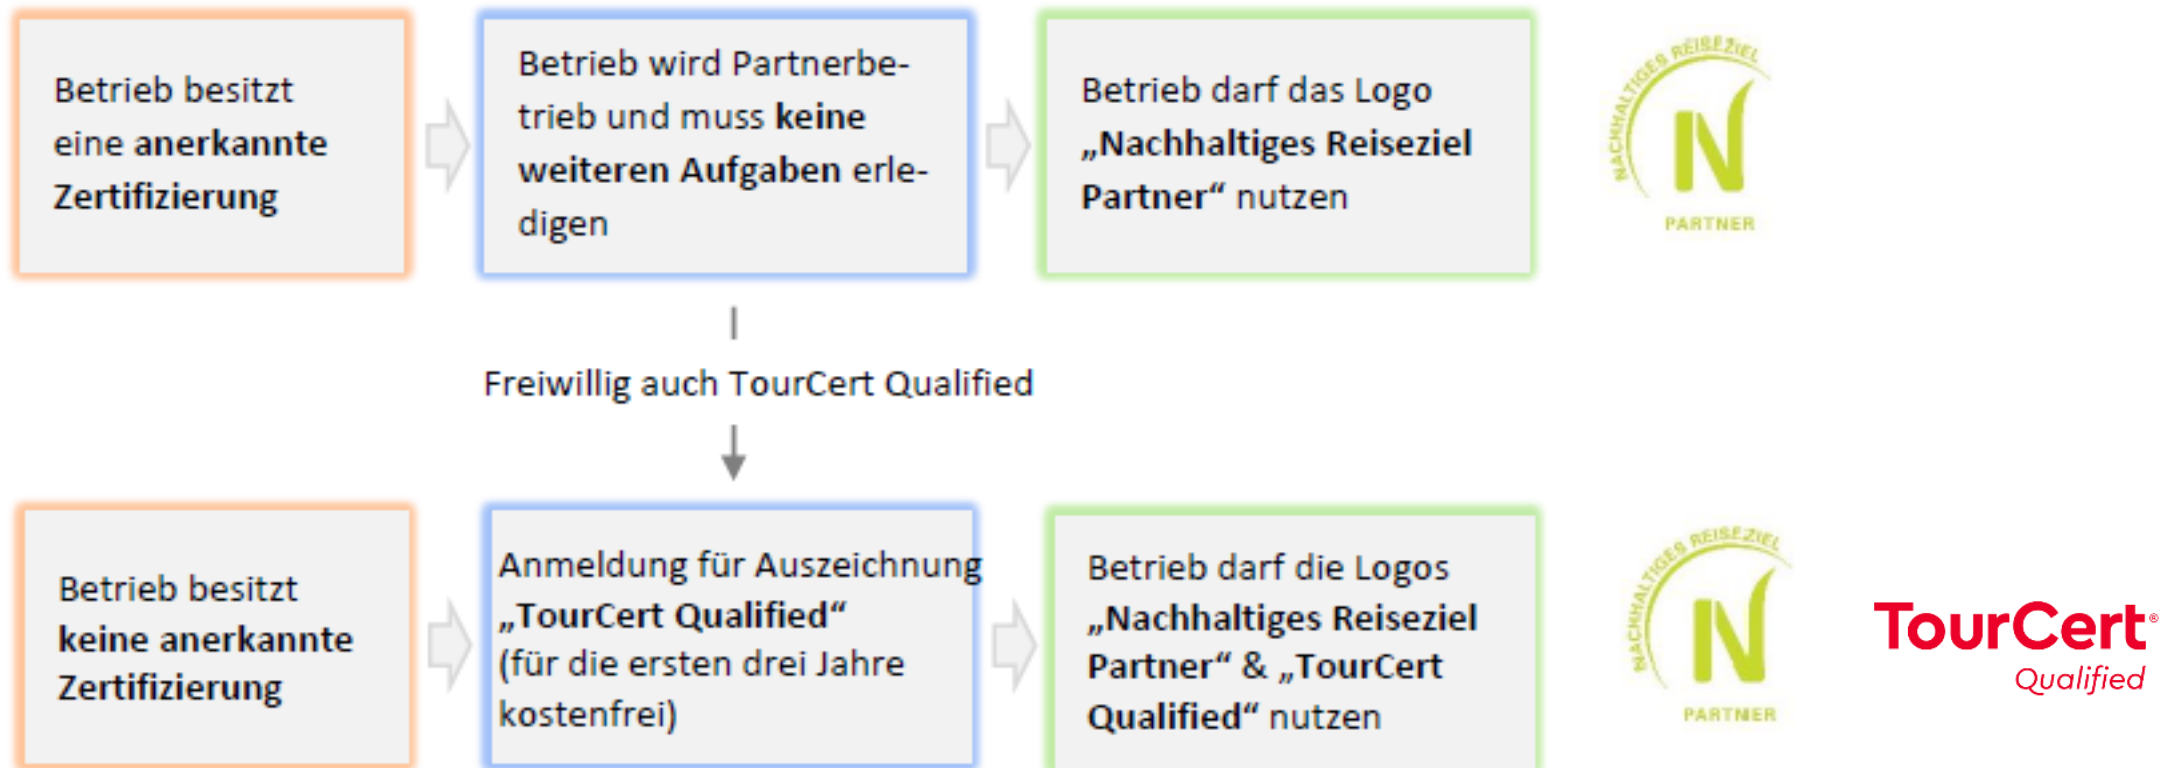 Betrieb besitzt
eine anerkannte
Zertifizierung
Betrieb wird Partnerbe-
trieb und muss keine
weiteren Aufgaben erle-
digen
Betrieb darf das Logo
„Nachhaltiges Reiseziel
Partner“ nutzen
NACHHALTIGES REISEZIEL
N
PARTNER
Freiwillig auch TourCert Qualified
Betrieb besitzt
keine anerkannte
Zertifizierung
Anmeldung für Auszeichnung
„TourCert Qualified“
(für die ersten drei Jahre
kostenfrei)
Betrieb darf die Logos
„Nachhaltiges Reiseziel
Partner“ & „TourCert
Qualified“ nutzen
NACHHALTIGES REISEZIEL
N
PARTNER
TourCert®
Qualified